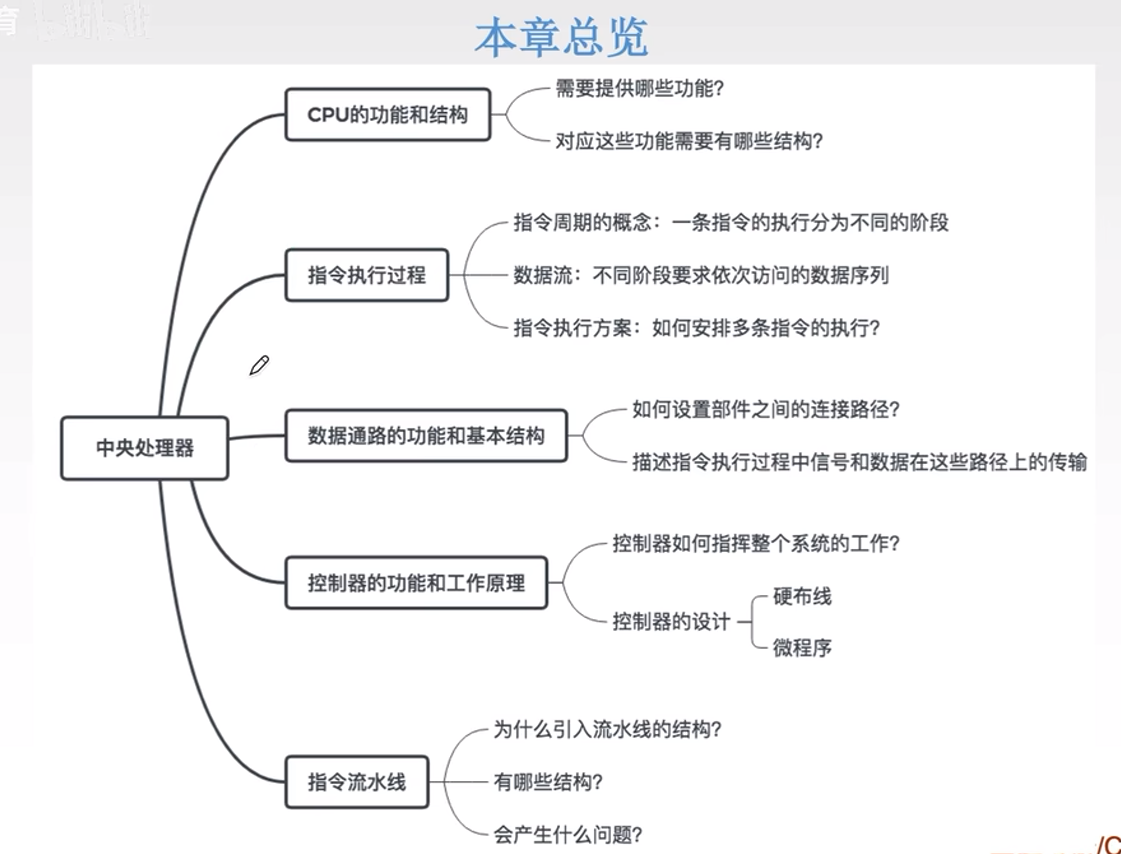 育
本章总览
CPU的功能和结构
需要提供哪些功能?
对应这些功能需要有哪些结构?
指令执行过程
指令周期的概念：一条指令的执行分为不同的阶段
数据流：不同阶段要求依次访问的数据序列
指令执行方案：如何安排多条指令的执行?
中央处理器
数据通路的功能和基本结构
如何设置部件之间的连接路径?
描述指令执行过程中信号和数据在这些路径上的传输
控制器的功能和工作原理
控制器如何指挥整个系统的工作?
控制器的设计
硬布线
微程序
指令流水线
为什么引入流水线的结构?
有哪些结构?
会产生什么问题?
/C